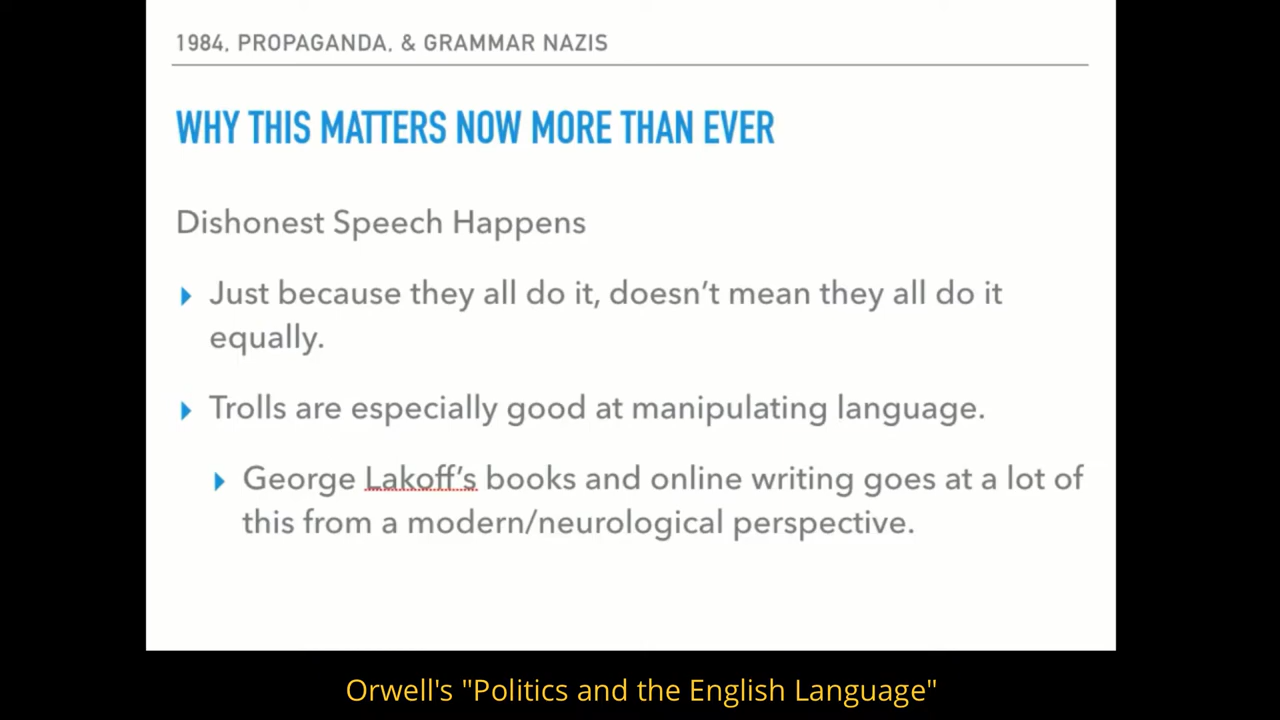 1984, PROPAGANDA, & GRAMMAR NAZIS
WHY THIS MATTERS NOW MORE THAN EVER
Dishonest Speech Happens
Just because they all do it, doesn’t mean they all do it
equally.
Trolls are especially good at manipulating language.
George Lakoff’s books and online writing goes at a lot of
this from a modern/neurological perspective.
Orwell's "Politics and the English Language"